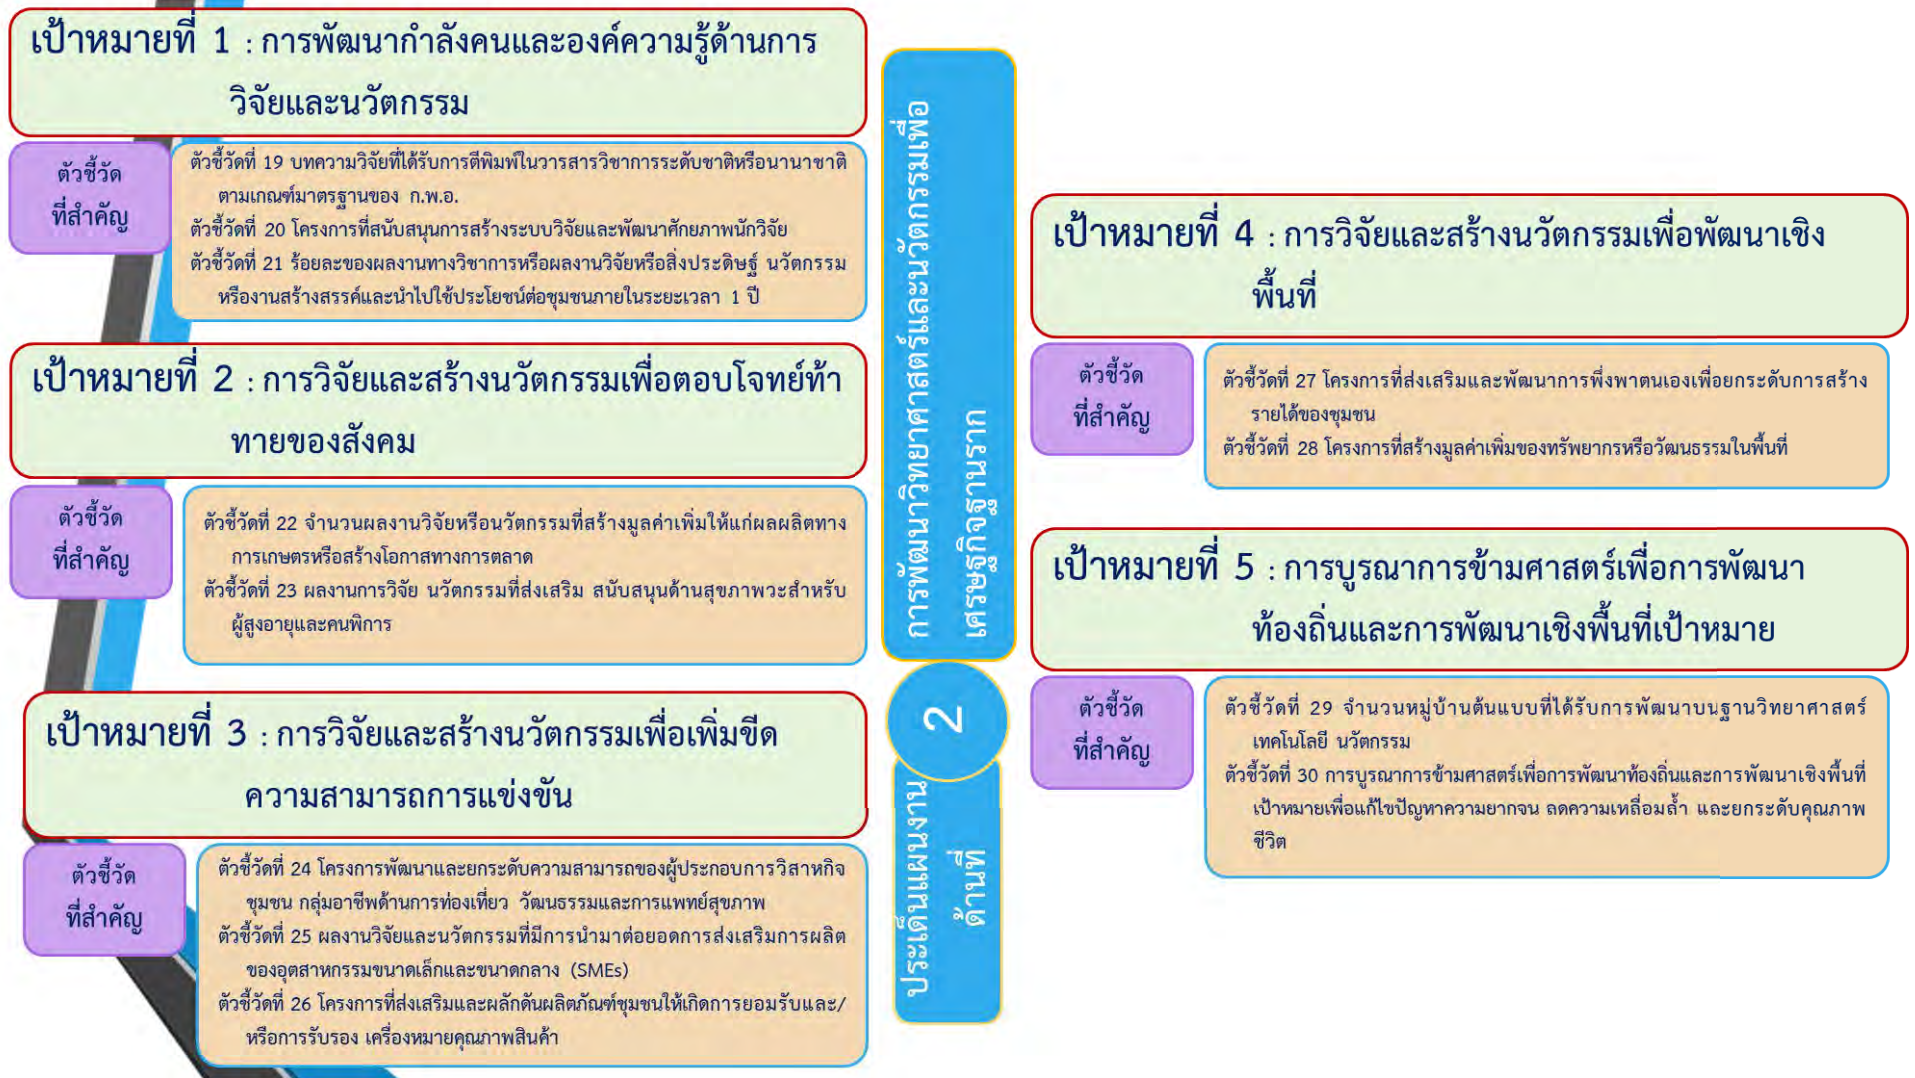 เป้าหมายที่ 1 : การพัฒนากำลังคนและองค์ความรู้ด้านการ
วิจัยและนวัตกรรม
ตัวชี้วัด
ที่สำคัญ
ตัวชี้วัดที่ 19 บทความวิจัยที่ได้รับการตีพิมพ์ในวารสารวิชาการระดับชาติหรือนานาชาติ
ตามเกณฑ์มาตรฐานของ ก.พ.อ.
ตัวชี้วัดที่ 20 โครงการที่สนับสนุนการสร้างระบบวิจัยและพัฒนาศักยภาพนักวิจัย
ตัวชี้วัดที่ 21 ร้อยละของผลงานทางวิชาการหรือผลงานวิจัยหรือสิ่งประดิษฐ์ นวัตกรรม
หรืองานสร้างสรรค์และนำไปใช้ประโยชน์ต่อชุมชนภายในระยะเวลา 1 ปี
เป้าหมายที่ 2 : การวิจัยและสร้างนวัตกรรมเพื่อตอบโจทย์ท้า
ทายของสังคม
ตัวชี้วัด
ที่สำคัญ
ตัวชี้วัดที่ 22 จำนวนผลงานวิจัยหรือนวัตกรรมที่สร้างมูลค่าเพิ่มให้แก่ผลผลิตทาง
การเกษตรหรือสร้างโอกาสทางการตลาด
ตัวชี้วัดที่ 23 ผลงานการวิจัย นวัตกรรมที่ส่งเสริม สนับสนุนด้านสุขภาพวะสำหรับ
ผู้สูงอายุและคนพิการ
เป้าหมายที่ 3 : การวิจัยและสร้างนวัตกรรมเพื่อเพิ่มขีด
ความสามารถการแข่งขัน
ตัวชี้วัด
ที่สำคัญ
ตัวชี้วัดที่ 24 โครงการพัฒนาและยกระดับความสามารถของผู้ประกอบการวิสาหกิจ
ชุมชน กลุ่มอาชีพด้านการท่องเที่ยว วัฒนธรรมและการแพทย์สุขภาพ
ตัวชี้วัดที่ 25 ผลงานวิจัยและนวัตกรรมที่มีการนำมาต่อยอดการส่งเสริมการผลิต
ของอุตสาหกรรมขนาดเล็กและขนาดกลาง (SMEs)
ตัวชี้วัดที่ 26 โครงการที่ส่งเสริมและผลักดันผลิตภัณฑ์ชุมชนให้เกิดการยอมรับและ/
หรือการรับรอง เครื่องหมายคุณภาพสินค้า
ประเด็นแผนงาน
ด้านที่
2
การพัฒนาวิทยาศาสตร์และนวัตกรรมเพื่อ
เศรษฐกิจฐานราก
เป้าหมายที่ 4 : การวิจัยและสร้างนวัตกรรมเพื่อพัฒนาเชิง
พื้นที่
ตัวชี้วัด
ที่สำคัญ
ตัวชี้วัดที่ 27 โครงการที่ส่งเสริมและพัฒนาการพึ่งพาตนเองเพื่อยกระดับการสร้าง
รายได้ของชุมชน
ตัวชี้วัดที่ 28 โครงการที่สร้างมูลค่าเพิ่มของทรัพยากรหรือวัฒนธรรมในพื้นที่
เป้าหมายที่ 5 : การบูรณาการข้ามศาสตร์เพื่อการพัฒนา
ท้องถิ่นและการพัฒนาเชิงพื้นที่เป้าหมาย
ตัวชี้วัด
ที่สำคัญ
ตัวชี้วัดที่ 29 จำนวนหมู่บ้านต้นแบบที่ได้รับการพัฒนาบนฐานวิทยาศาสตร์
เทคโนโลยี นวัตกรรม
ตัวชี้วัดที่ 30 การบูรณาการข้ามศาสตร์เพื่อการพัฒนาท้องถิ่นและการพัฒนาเชิงพื้นที่
เป้าหมายเพื่อแก้ไขปัญหาความยากจน ลดความเหลื่อมล้ำ และยกระดับคุณภาพ
ชีวิต